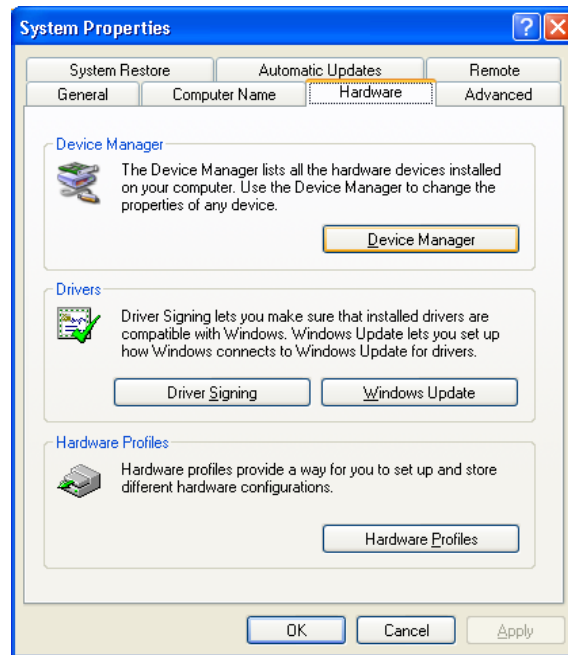 System Properties
System Restore
Automatic Updates
Remote
General
Computer Name
Hardware
Advanced
Device Manager
The Device Manager lists all the hardware devices installed
on your computer. Use the Device Manager to change the
properties of any device.
Device Manager
Drivers
Driver Signing lets you make sure that installed drivers are
compatible with Windows. Windows Update lets you set up
how Windows connects to Windows Update for drivers.
Driver Signing
Windows Update
Hardware Profiles
Hardware profiles provide a way for you to set up and store
different hardware configurations.
Hardware Profiles
OK
Cancel
Apply